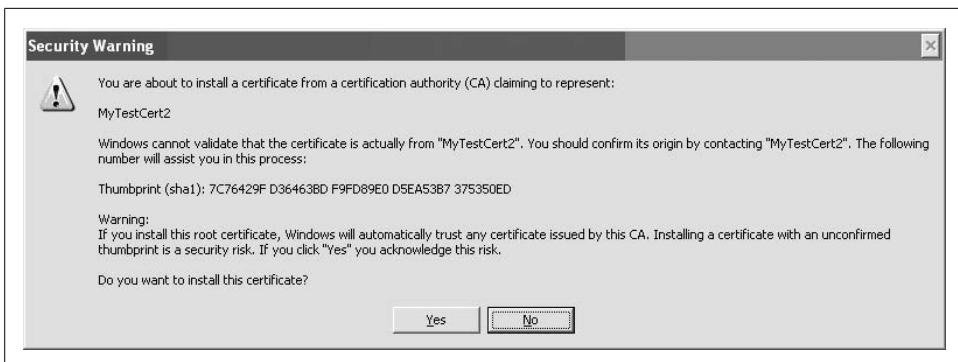 Security Warning
You are about to install a certificate from a certification authority (CA) claiming to represent:
MyTestCert2
Windows cannot validate that the certificate is actually from "MyTestCert2". You should confirm its origin by contacting "MyTestCert2". The following
number will assist you in this process:
Thumbprint (sha1): 7C76429F D36463BD F9FD89E0 D5EA53B7 375350ED
Warning:
If you install this root certificate, Windows will automatically trust any certificate issued by this CA. Installing a certificate with an unconfirmed
thumbprint is a security risk. If you click "Yes" you acknowledge this risk.
Do you want to install this certificate?
Yes No